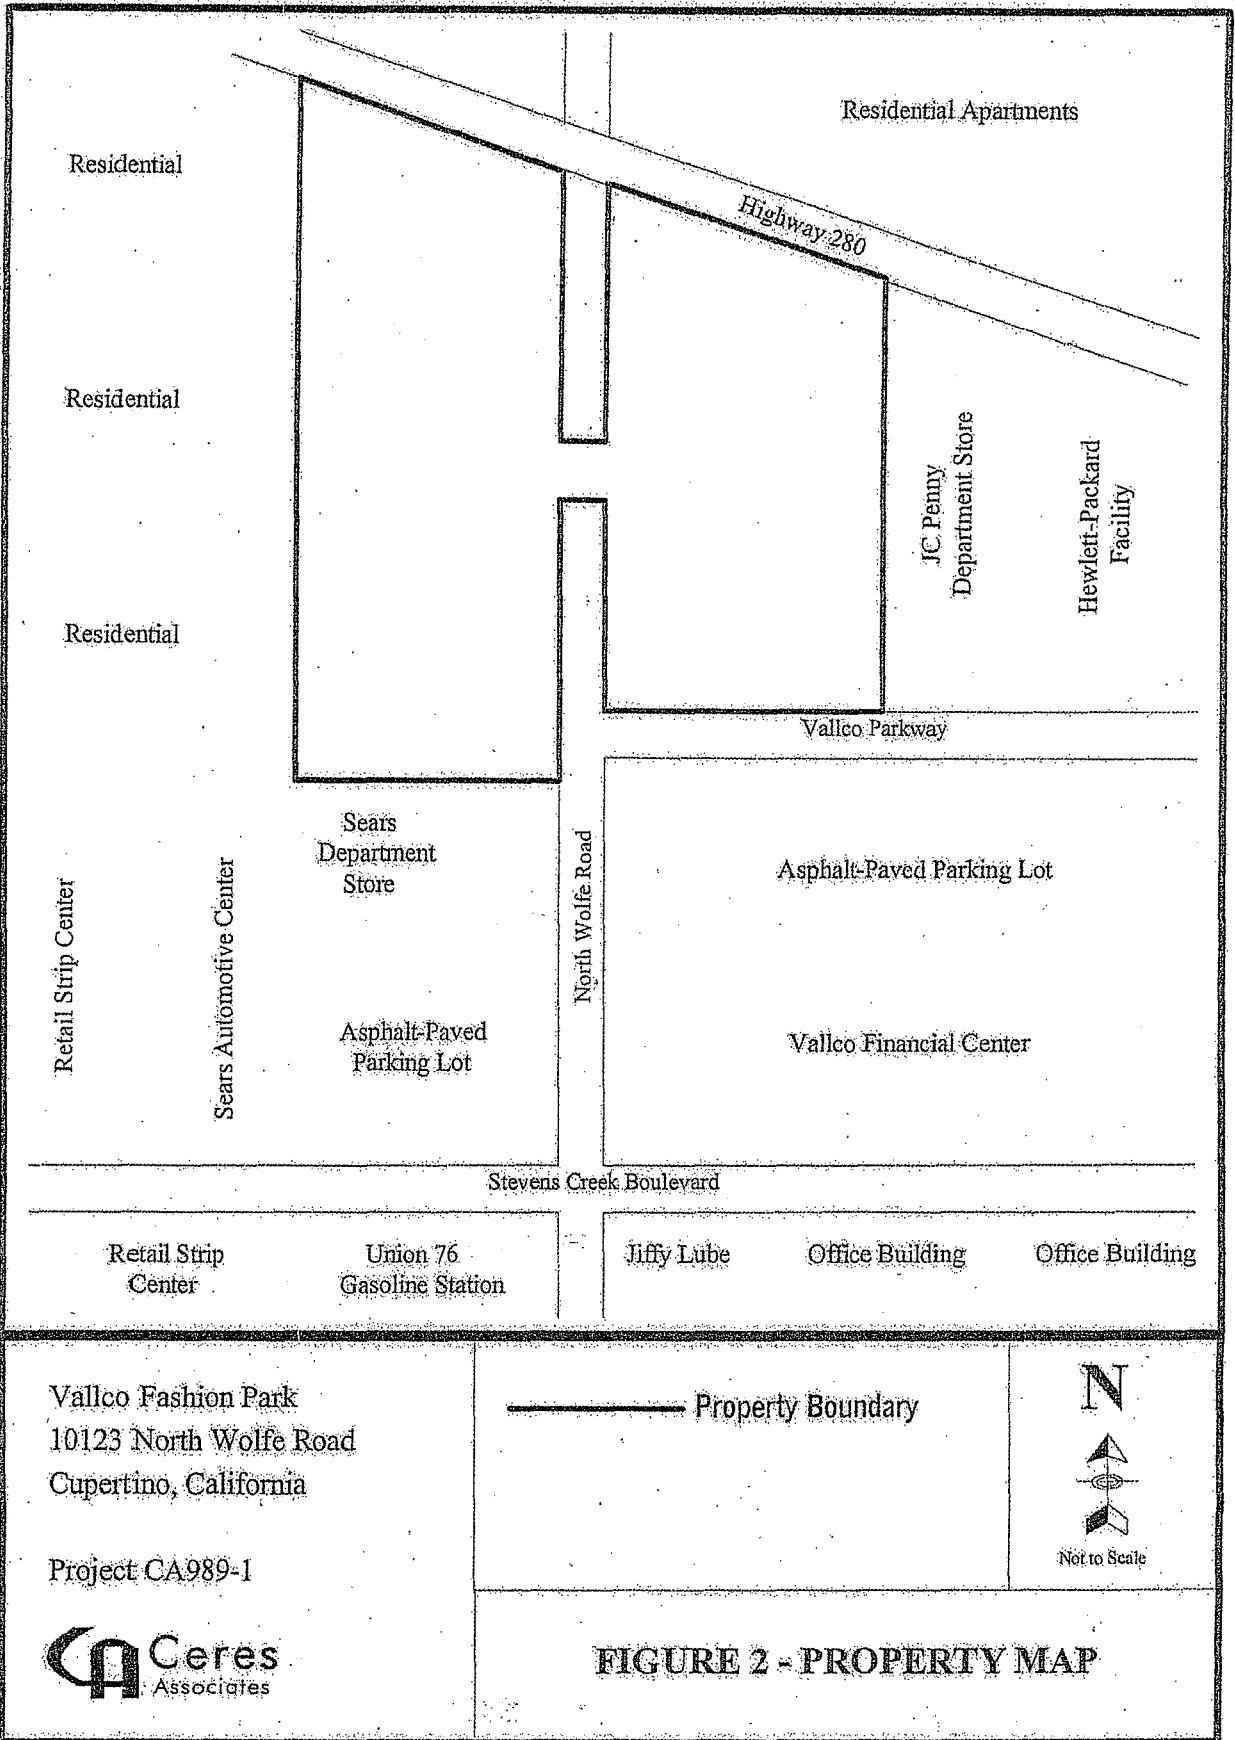 Residential Apartments
Residential
Highway 280
Residential
JC Penny
Department Store
Hewlett-Packard
Facility
Residential
Vallco Parkway
Sears
Department
Store
North Wolfe Road
Asphalt-Paved Parking Lot
Retail Strip Center
Sears Automotive Center
Asphalt-Paved
Parking Lot
Vallco Financial Center
Stevens Creek Boulevard
Retail Strip
Center
Union 76
Gasoline Station
Jiffy Lube
Office Building
Office Building
Vallco Fashion Park
10123 North Wolfe Road
Cupertino, California
Project CA989-1
CA Ceres
Associates
Property Boundary
N
Not to Scale
FIGURE 2 - PROPERTY MAP